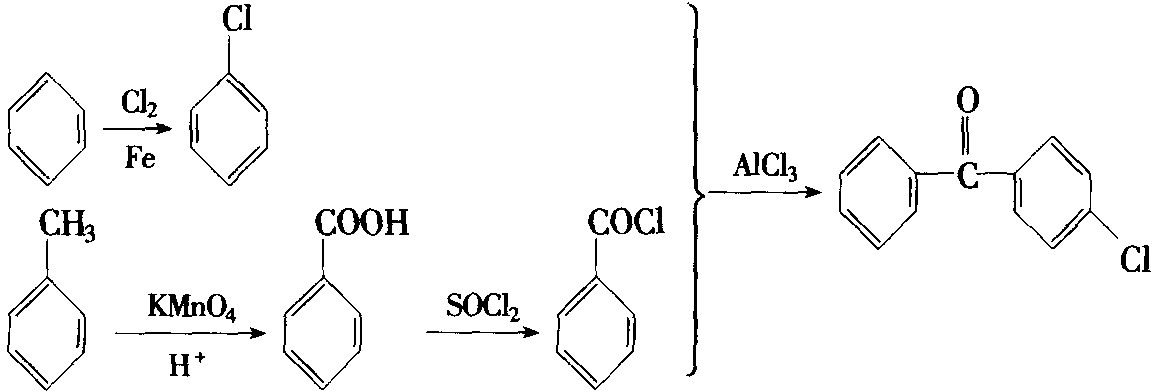 Cl
Cl₂
Fe
CH₃
KMnO₄
H⁺
COOH
SOCl₂
COCl
AlCl₃
O
C
Cl